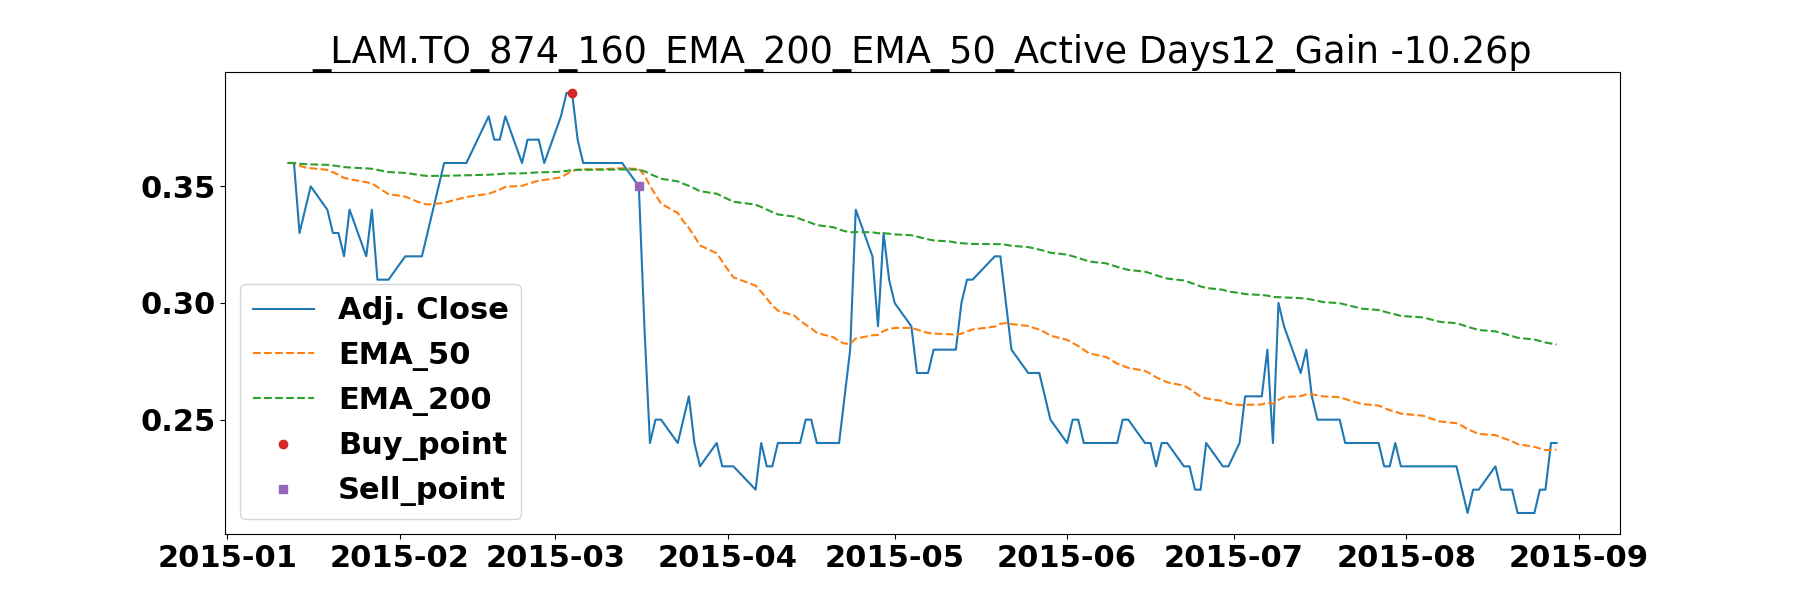 _LAM.TO_874_160_EMA_200_EMA_50_Active Days12_Gain -10.26p
0.35
0.30
0.25
Adj. Close
EMA_50
EMA_200
Buy_point
Sell_point
2015-01 2015-02 2015-03 2015-04 2015-05 2015-06 2015-07 2015-08 2015-09